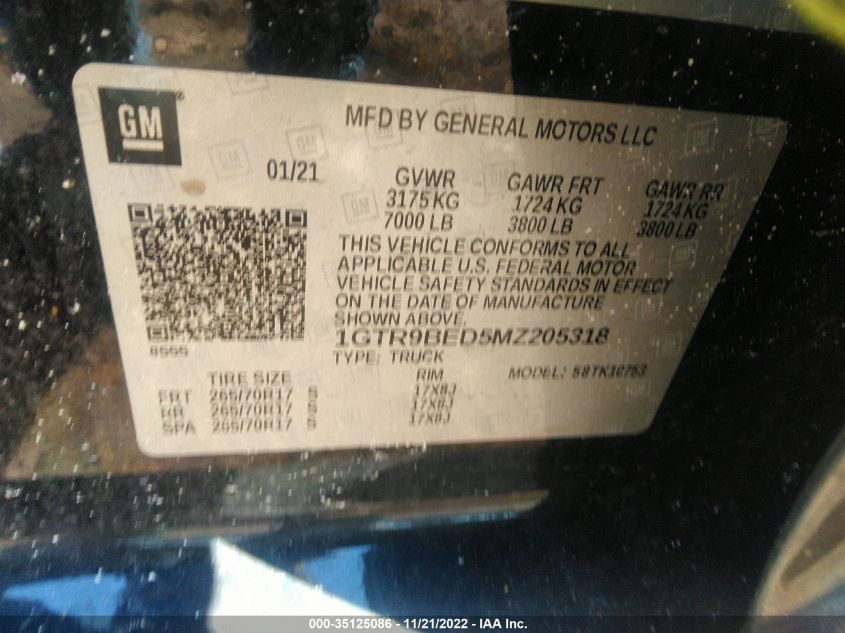 GM
MFD BY GENERAL MOTORS LLC
01/21
GVWR GAWR FRT GAWR RR
3175 KG 1724 KG 1724 KG
7000 LB 3800 LB 3800 LB
THIS VEHICLE CONFORMS TO ALL
APPLICABLE U.S. FEDERAL MOTOR
VEHICLE SAFETY STANDARDS IN EFFECT
ON THE DATE OF MANUFACTURE
SHOWN ABOVE.
1GTR9BED5MZ205318
8555
TYPE: TRUCK
MODEL: 58TK10753
TIRE SIZE RIM
FRT 265/70R17 S 17X8J
RR 265/70R17 S 17X8J
SPA 265/70R17 S 17X8J
000-35125086 - 11/21/2022 - IAA Inc.